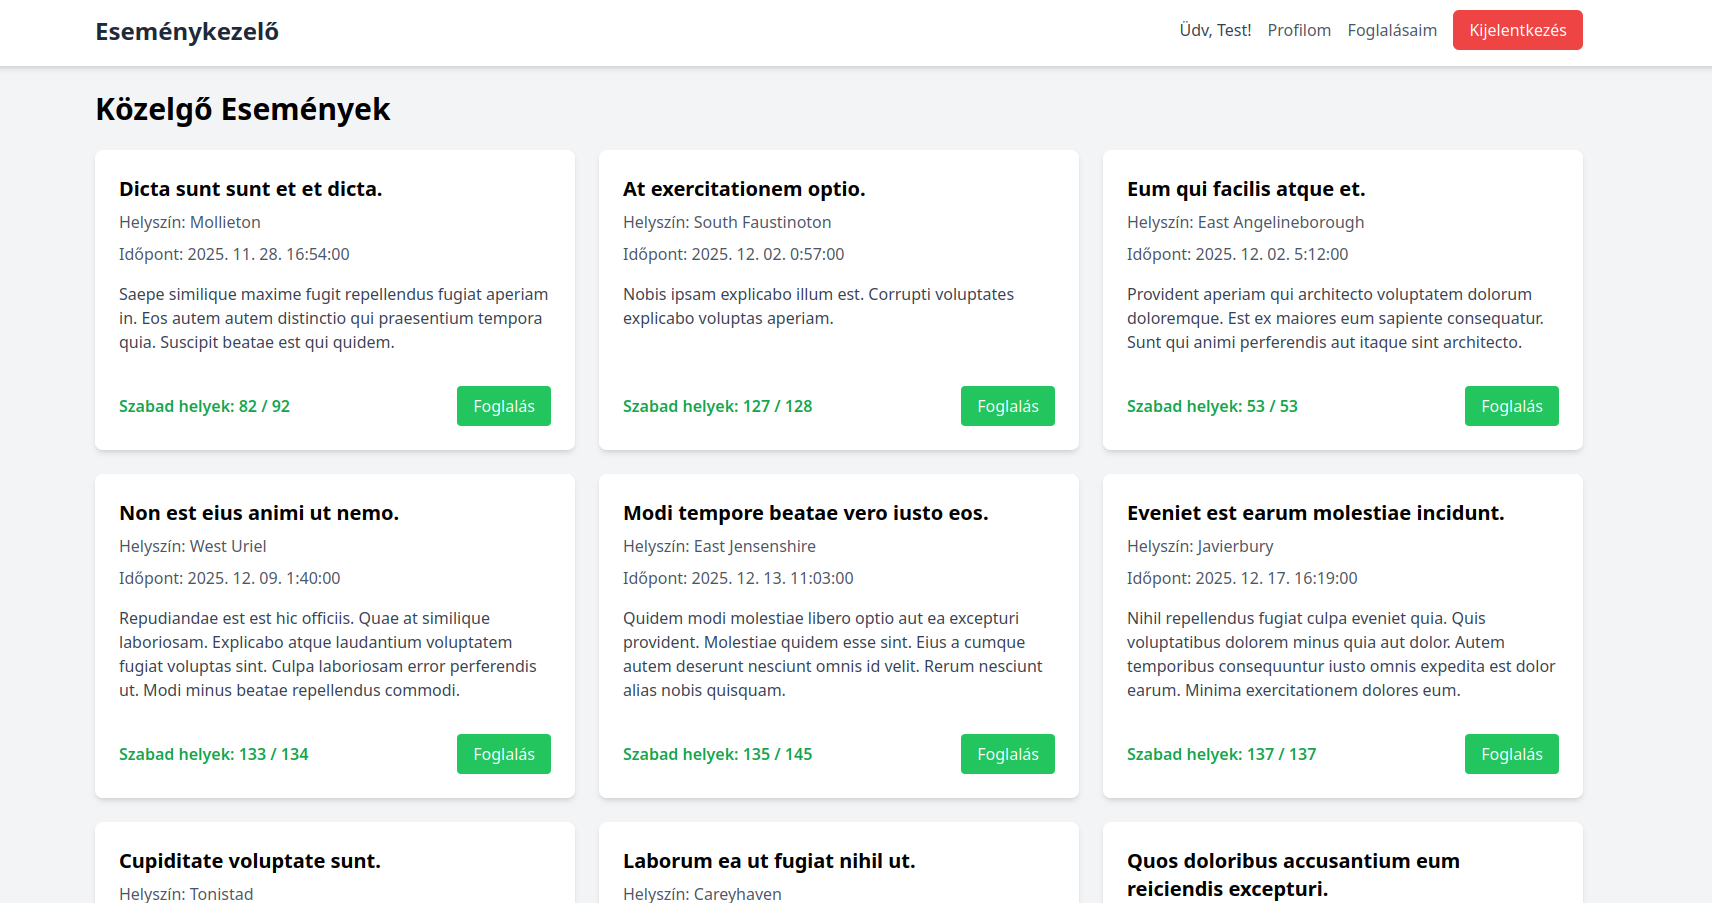 Eseménykezelő
Üdv, Test! Profilom Foglalásaim Kijelentkezés
Közelgő Események
Dicta sunt sunt et et dicta.
Helyszín: Mollieton
Időpont: 2025. 11. 28. 16:54:00
Saepe similique maxime fugit repellendus fugiat aperiam
in. Eos autem autem distinctio qui praesentium tempora
quia. Suscipit beatae est qui quidem.
Szabad helyek: 82 / 92
Foglalás
At exercitationem optio.
Helyszín: South Faustinoton
Időpont: 2025. 12. 02. 0:57:00
Nobis ipsam explicabo illum est. Corrupti voluptates
explicabo voluptas aperiam.
Szabad helyek: 127 / 128
Foglalás
Eum qui facilis atque et.
Helyszín: East Angelineborough
Időpont: 2025. 12. 02. 5:12:00
Provident aperiam qui architecto voluptatem dolorum
doloremque. Est ex maiores eum sapiente consequatur.
Sunt qui animi perferendis aut itaque sint architecto.
Szabad helyek: 53 / 53
Foglalás
Non est eius animi ut nemo.
Helyszín: West Uriel
Időpont: 2025. 12. 09. 1:40:00
Repudiandae est est hic officiis. Quae at similique
laboriosam. Explicabo atque laudantium voluptatem
fugiat voluptas sint. Culpa laboriosam error perferendis
ut. Modi minus beatae repellendus commodi.
Szabad helyek: 133 / 134
Foglalás
Modi tempore beatae vero iusto eos.
Helyszín: East Jensenshire
Időpont: 2025. 12. 13. 11:03:00
Quidem modi molestiae libero optio aut ea excepturi
provident. Molestiae quidem esse sint. Eius a cumque
autem deserunt nesciunt omnis id velit. Rerum nesciunt
alias nobis quisquam.
Szabad helyek: 135 / 145
Foglalás
Eveniet est earum molestiae incidunt.
Helyszín: Javierbury
Időpont: 2025. 12. 17. 16:19:00
Nihil repellendus fugiat culpa eveniet quia. Quis
voluptatibus dolorem minus quia aut dolor. Autem
temporibus consequuntur iusto omnis expedita est dolor
earum. Minima exercitationem dolores eum.
Szabad helyek: 137 / 137
Foglalás
Cupiditate voluptate sunt.
Helyszín: Tonistad
Laborum ea ut fugiat nihil ut.
Helyszín: Careyhaven
Quos doloribus accusantium eum
reiciendis excepturi.